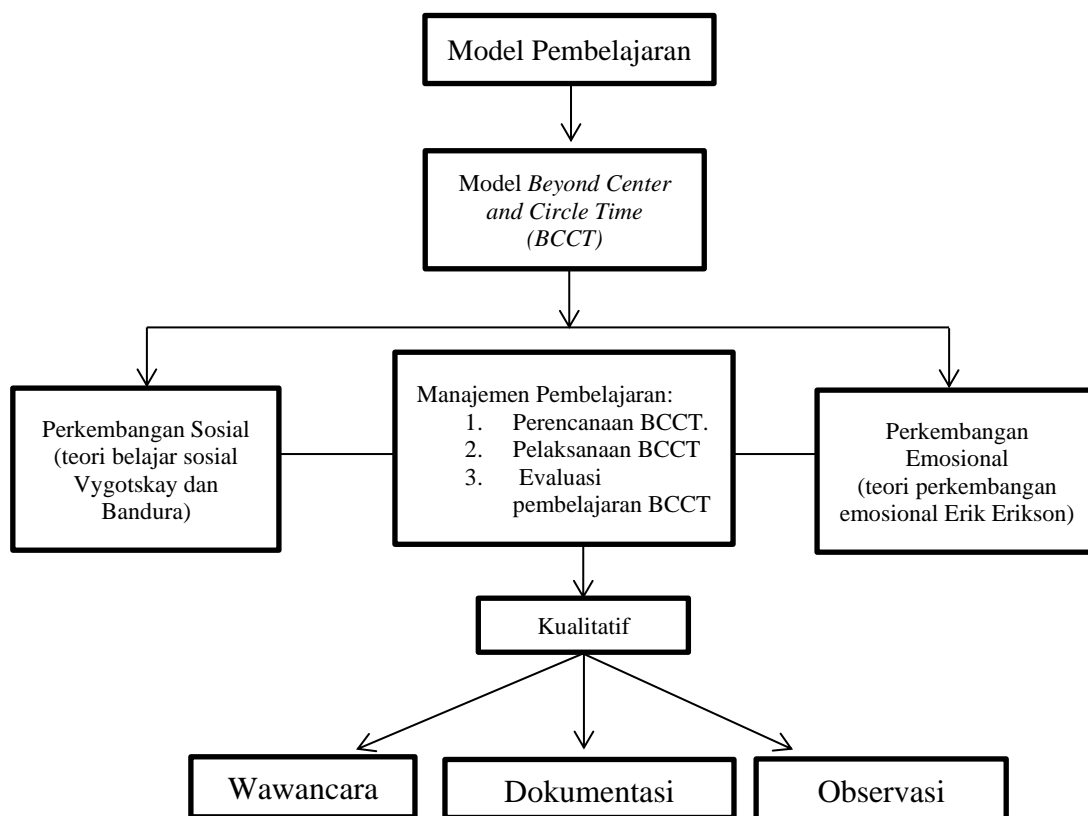 Model Pembelajaran
Model Beyond Center
and Circle Time
(BCCT)
Perkembangan Sosial
(teori belajar sosial
Vygotskay dan
Bandura)
Manajemen Pembelajaran:
1. Perencanaan BCCT.
2. Pelaksanaan BCCT
3. Evaluasi
pembelajaran BCCT
Perkembangan
Emosional
(teori perkembangan
emosional Erik Erikson)
Kualitatif
Wawancara
Dokumentasi
Observasi